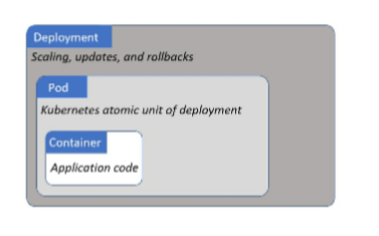 Deployment
Scaling, updates, and rollbacks
Pod
Kubernetes atomic unit of deployment
Container
Application code